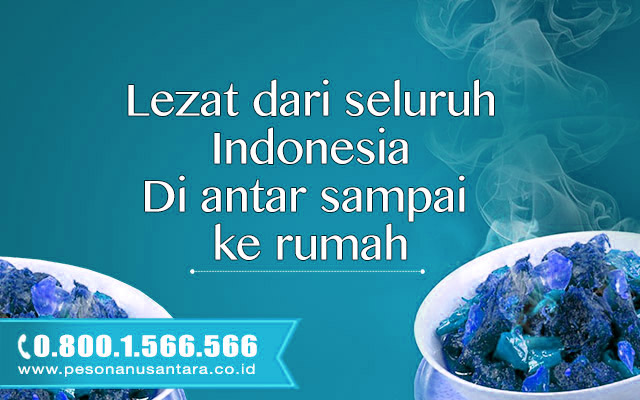 Lezat dari seluruh
Indonesia
Di antar sampai
ke rumah
0.800.1.566.566
www.pesonanusantara.co.id